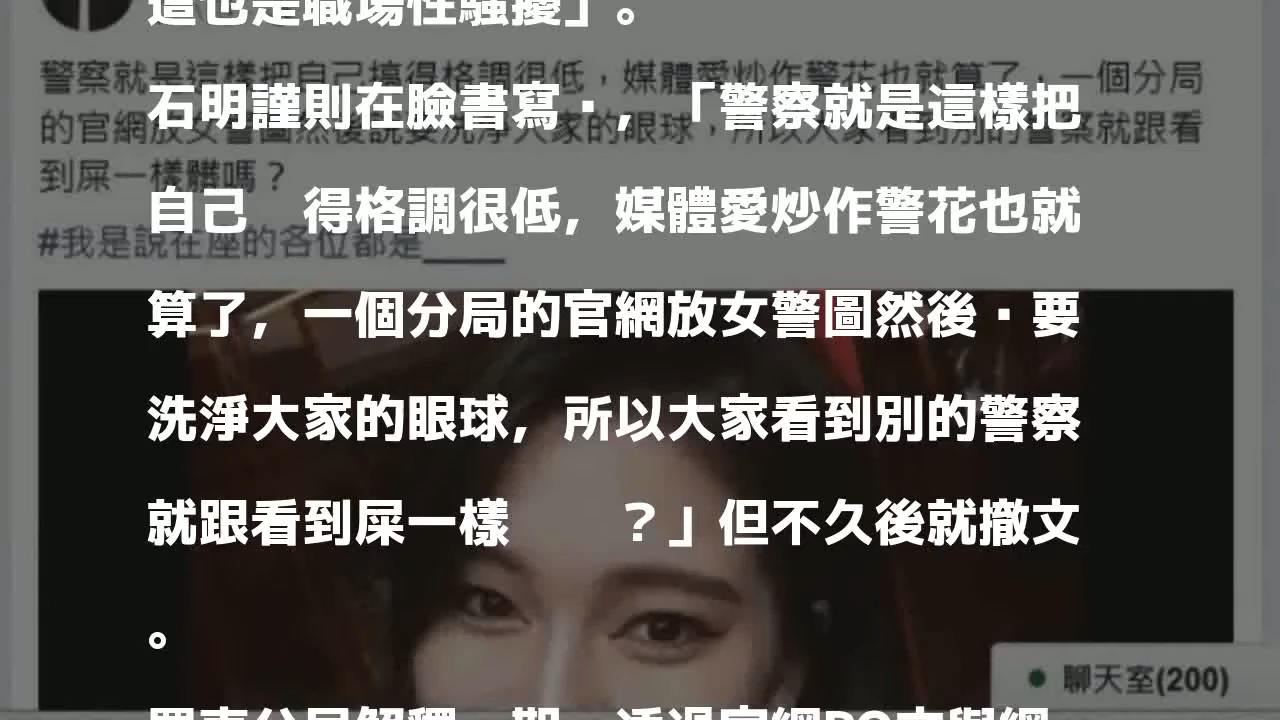 這也是職場性騷擾」。
警察就是這樣把自己搞得格調很低，媒體愛炒作警花也就算了，一個分局
石明謹則在臉書寫·，「警察就是這樣把
的官網放女警圖然後說要洗淨大家的眼球，所以大家看到別的警察就跟看
到屎一樣髒嗎？
自己　得格調很低，媒體愛炒作警花也就
#我是說在座的各位都是____
算了，一個分局的官網放女警圖然後·要
洗淨大家的眼球，所以大家看到別的警察
就跟看到屎一樣　　？」但不久後就撤文
。
聊天室(200)